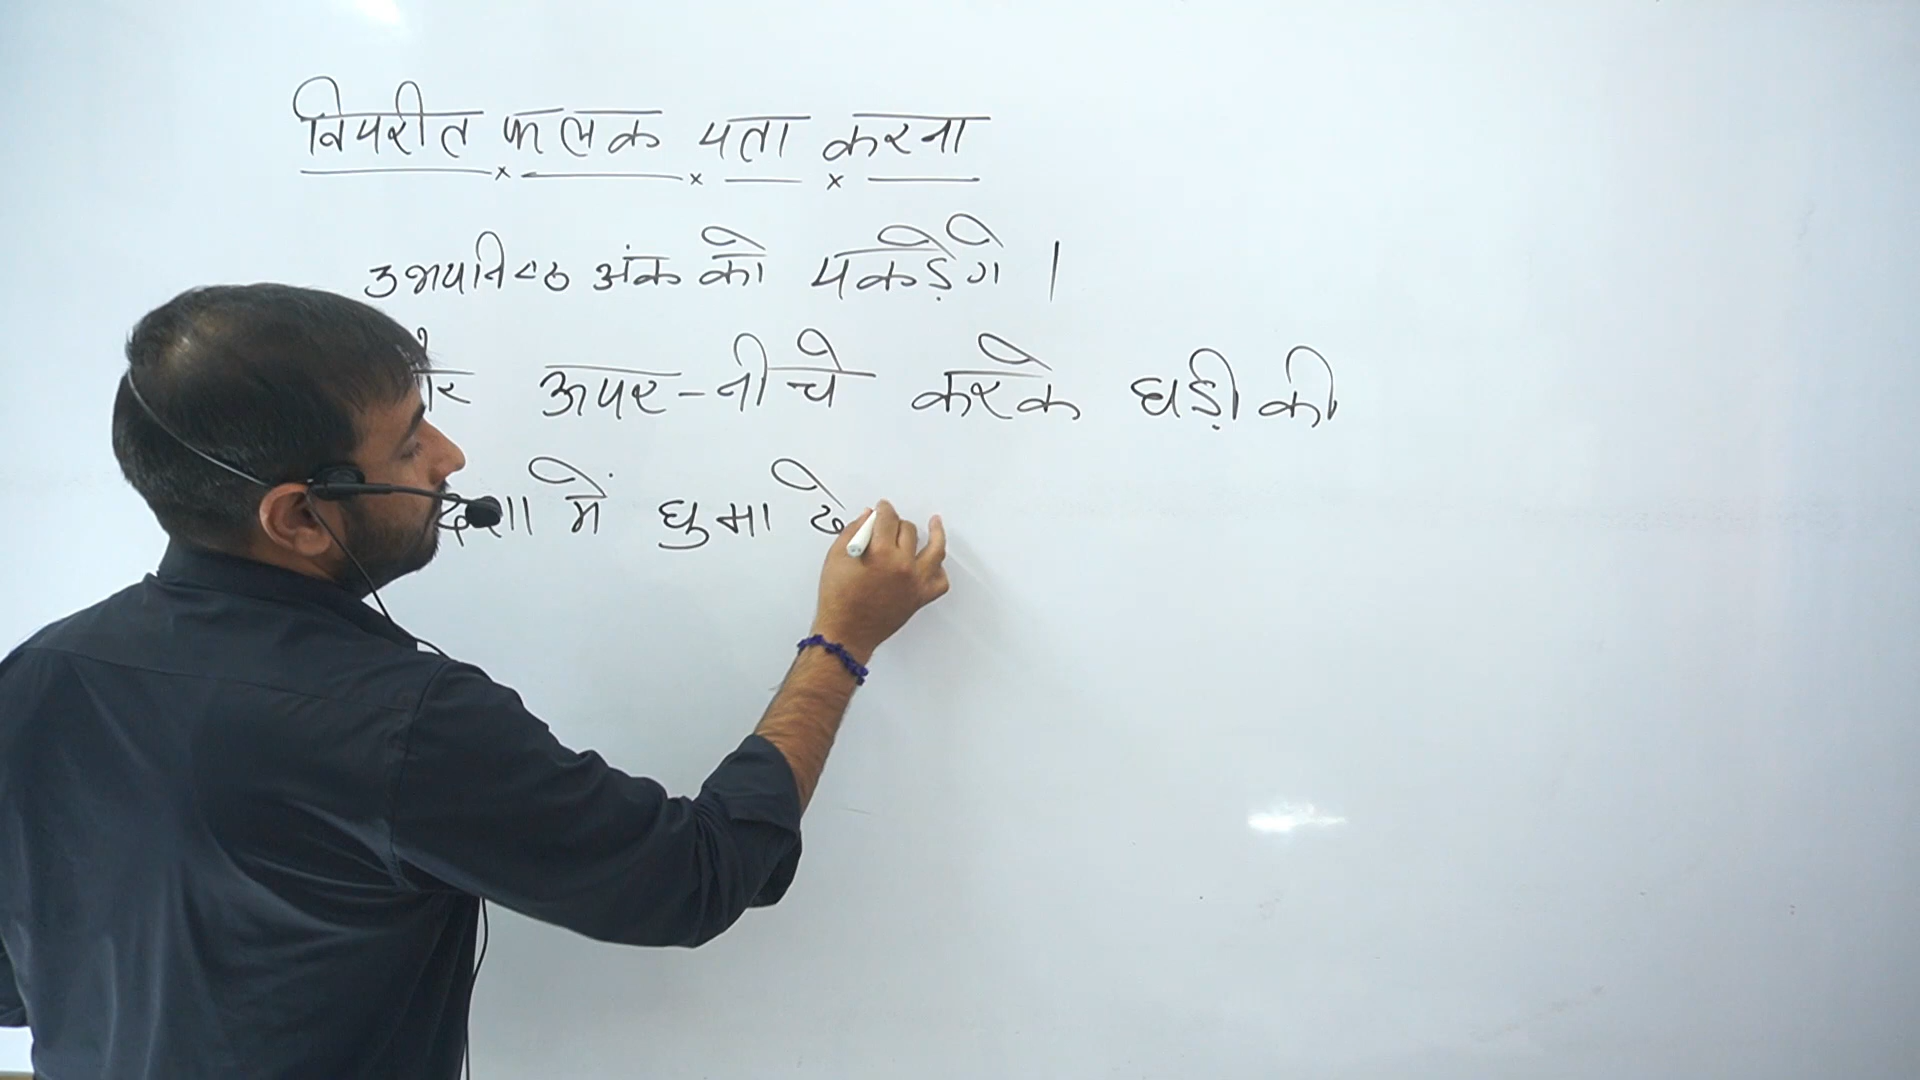 विपरीत फलक पता करना
उभयनिष्ठ अंक को पकड़ेगे ।
ऊपर-नीचे करके घड़ी की
में घुमा दे